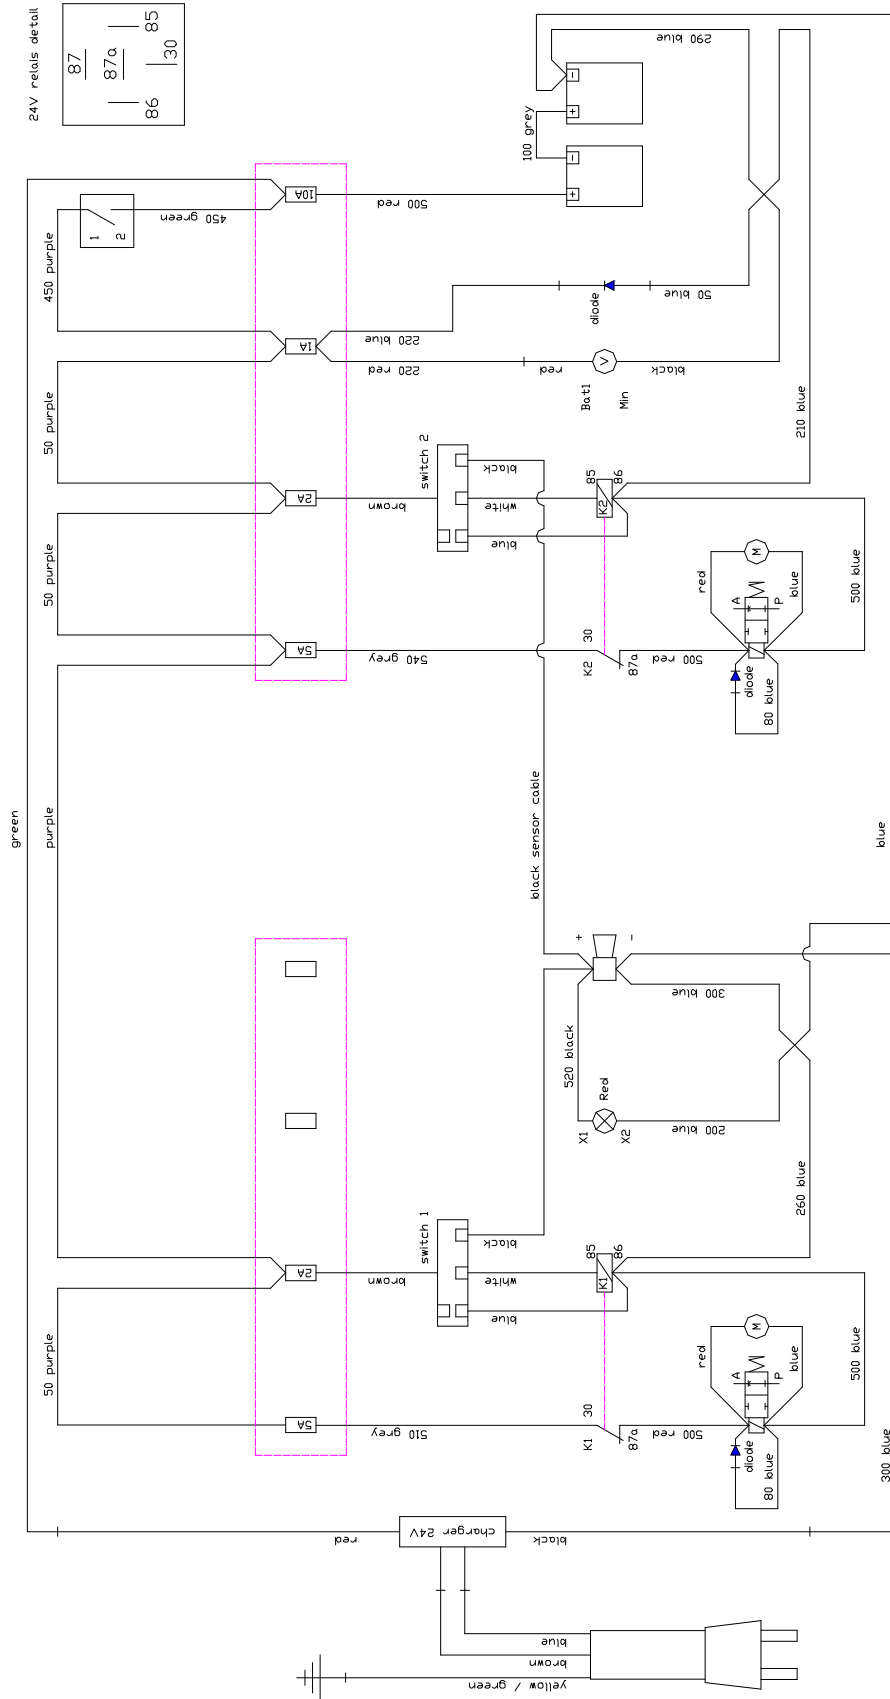 24V relais detail
87
87a
86
85
30
green
450 purple
1
2
450 green
10A
500 red
100 grey
-
+
-
+
290 blue
50 purple
1A
220 blue
220 red
diode
50 blue
red
V
black
Bat1
Min
210 blue
50 purple
2A
brown
switch 2
black
white
blue
85
86
K2
5A
540 grey
K2
30
87a
500 red
red
M
blue
A
P
diode
80 blue
500 blue
purple
black sensor cable
blue
+
-
300 blue
520 black
Red
X1
X2
200 blue
260 blue
2A
brown
switch 1
black
white
blue
85
86
K1
50 purple
5A
510 grey
K1
30
87a
500 red
red
M
blue
A
P
diode
80 blue
500 blue
300 blue
red
charger 24V
black
blue
brown
yellow / green